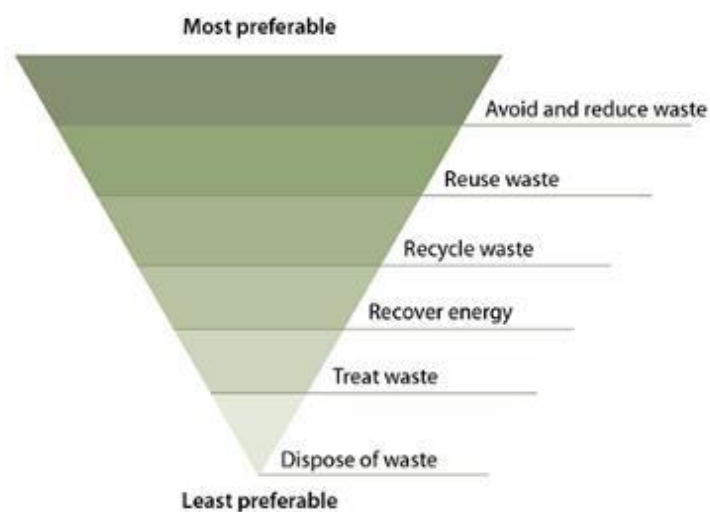 Most preferable
Avoid and reduce waste
Reuse waste
Recycle waste
Recover energy
Treat waste
Dispose of waste
Least preferable